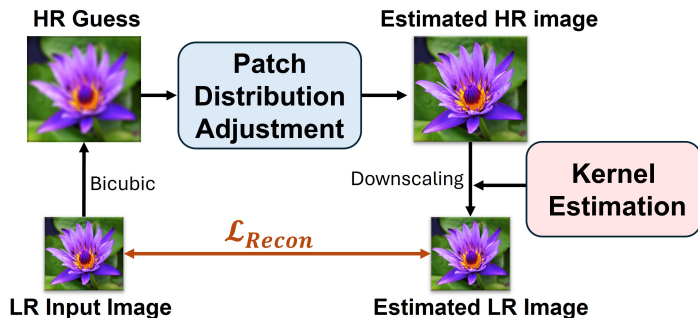 HR Guess
Estimated HR image
Patch
Distribution
Adjustment
Bicubic
Downscaling
Kernel
Estimation
ℒRecon
LR Input Image
Estimated LR Image